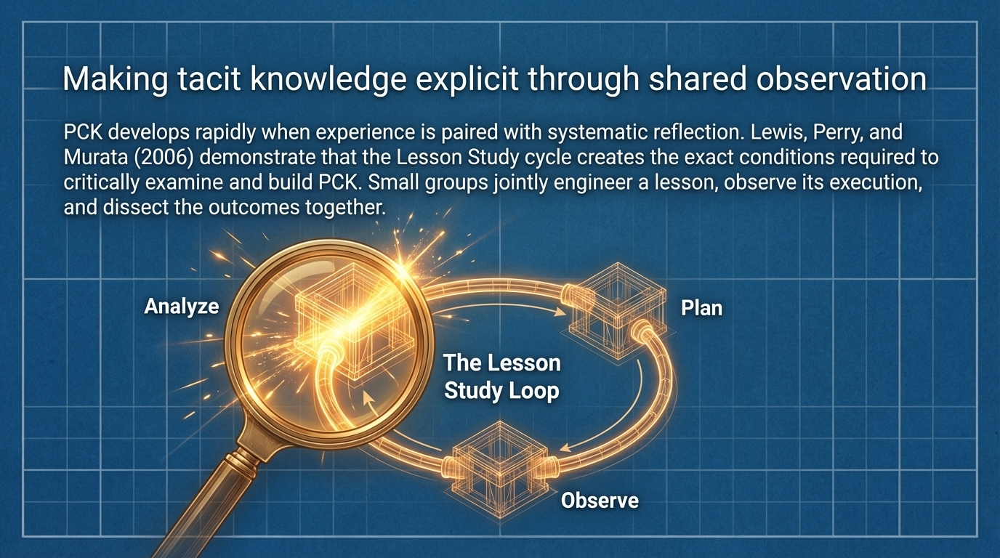 Making tacit knowledge explicit through shared observation
PCK develops rapidly when experience is paired with systematic reflection. Lewis, Perry, and
Murata (2006) demonstrate that the Lesson Study cycle creates the exact conditions required to
critically examine and build PCK. Small groups jointly engineer a lesson, observe its execution,
and dissect the outcomes together.
Analyze
Plan
The Lesson
Study Loop
Observe